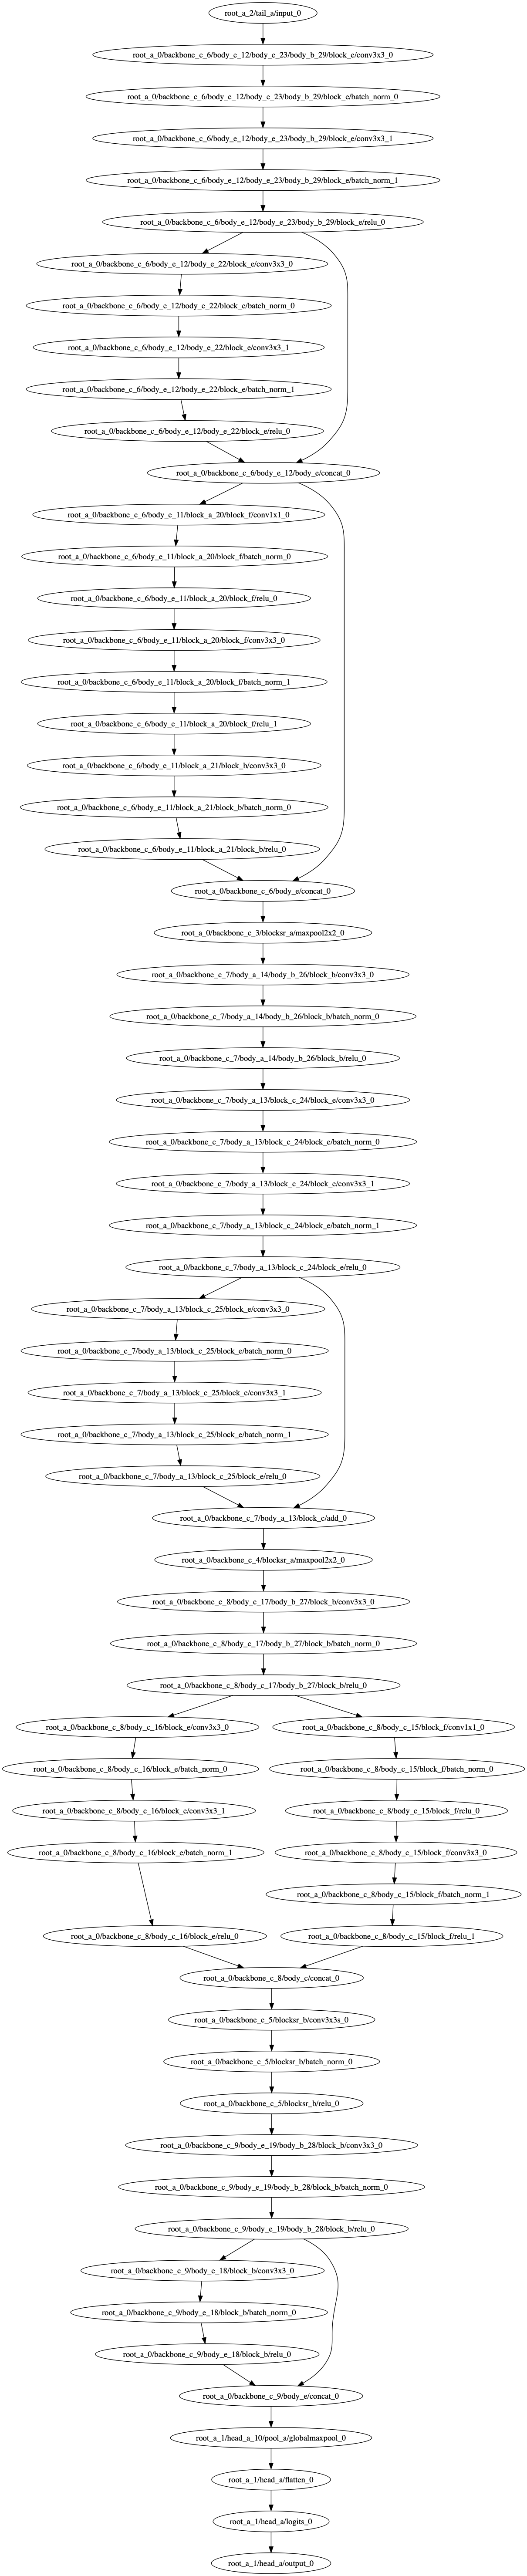 root_a_2/tail_a/input_0
root_a_0/backbone_c_6/body_e_12/body_e_23/body_b_29/block_e/conv3x3_0
root_a_0/backbone_c_6/body_e_12/body_e_23/body_b_29/block_e/batch_norm_0
root_a_0/backbone_c_6/body_e_12/body_e_23/body_b_29/block_e/conv3x3_1
root_a_0/backbone_c_6/body_e_12/body_e_23/body_b_29/block_e/batch_norm_1
root_a_0/backbone_c_6/body_e_12/body_e_23/body_b_29/block_e/relu_0
root_a_0/backbone_c_6/body_e_12/body_e_22/block_e/conv3x3_0
root_a_0/backbone_c_6/body_e_12/body_e_22/block_e/batch_norm_0
root_a_0/backbone_c_6/body_e_12/body_e_22/block_e/conv3x3_1
root_a_0/backbone_c_6/body_e_12/body_e_22/block_e/batch_norm_1
root_a_0/backbone_c_6/body_e_12/body_e_22/block_e/relu_0
root_a_0/backbone_c_6/body_e_12/body_e/concat_0
root_a_0/backbone_c_6/body_e_11/block_a_20/block_f/conv1x1_0
root_a_0/backbone_c_6/body_e_11/block_a_20/block_f/batch_norm_0
root_a_0/backbone_c_6/body_e_11/block_a_20/block_f/relu_0
root_a_0/backbone_c_6/body_e_11/block_a_20/block_f/conv3x3_0
root_a_0/backbone_c_6/body_e_11/block_a_20/block_f/batch_norm_1
root_a_0/backbone_c_6/body_e_11/block_a_20/block_f/relu_1
root_a_0/backbone_c_6/body_e_11/block_a_21/block_b/conv3x3_0
root_a_0/backbone_c_6/body_e_11/block_a_21/block_b/batch_norm_0
root_a_0/backbone_c_6/body_e_11/block_a_21/block_b/relu_0
root_a_0/backbone_c_6/body_e/concat_0
root_a_0/backbone_c_3/blocksr_a/maxpool2x2_0
root_a_0/backbone_c_7/body_a_14/body_b_26/block_b/conv3x3_0
root_a_0/backbone_c_7/body_a_14/body_b_26/block_b/batch_norm_0
root_a_0/backbone_c_7/body_a_14/body_b_26/block_b/relu_0
root_a_0/backbone_c_7/body_a_13/block_c_24/block_e/conv3x3_0
root_a_0/backbone_c_7/body_a_13/block_c_24/block_e/batch_norm_0
root_a_0/backbone_c_7/body_a_13/block_c_24/block_e/conv3x3_1
root_a_0/backbone_c_7/body_a_13/block_c_24/block_e/batch_norm_1
root_a_0/backbone_c_7/body_a_13/block_c_24/block_e/relu_0
root_a_0/backbone_c_7/body_a_13/block_c_25/block_e/conv3x3_0
root_a_0/backbone_c_7/body_a_13/block_c_25/block_e/batch_norm_0
root_a_0/backbone_c_7/body_a_13/block_c_25/block_e/conv3x3_1
root_a_0/backbone_c_7/body_a_13/block_c_25/block_e/batch_norm_1
root_a_0/backbone_c_7/body_a_13/block_c_25/block_e/relu_0
root_a_0/backbone_c_7/body_a_13/block_c/add_0
root_a_0/backbone_c_4/blocksr_a/maxpool2x2_0
root_a_0/backbone_c_8/body_c_17/body_b_27/block_b/conv3x3_0
root_a_0/backbone_c_8/body_c_17/body_b_27/block_b/batch_norm_0
root_a_0/backbone_c_8/body_c_17/body_b_27/block_b/relu_0
root_a_0/backbone_c_8/body_c_16/block_e/conv3x3_0
root_a_0/backbone_c_8/body_c_15/block_f/conv1x1_0
root_a_0/backbone_c_8/body_c_16/block_e/batch_norm_0
root_a_0/backbone_c_8/body_c_15/block_f/batch_norm_0
root_a_0/backbone_c_8/body_c_16/block_e/conv3x3_1
root_a_0/backbone_c_8/body_c_15/block_f/relu_0
root_a_0/backbone_c_8/body_c_16/block_e/batch_norm_1
root_a_0/backbone_c_8/body_c_15/block_f/conv3x3_0
root_a_0/backbone_c_8/body_c_15/block_f/batch_norm_1
root_a_0/backbone_c_8/body_c_16/block_e/relu_0
root_a_0/backbone_c_8/body_c_15/block_f/relu_1
root_a_0/backbone_c_8/body_c/concat_0
root_a_0/backbone_c_5/blocksr_b/conv3x3s_0
root_a_0/backbone_c_5/blocksr_b/batch_norm_0
root_a_0/backbone_c_5/blocksr_b/relu_0
root_a_0/backbone_c_9/body_e_19/body_b_28/block_b/conv3x3_0
root_a_0/backbone_c_9/body_e_19/body_b_28/block_b/batch_norm_0
root_a_0/backbone_c_9/body_e_19/body_b_28/block_b/relu_0
root_a_0/backbone_c_9/body_e_18/block_b/conv3x3_0
root_a_0/backbone_c_9/body_e_18/block_b/batch_norm_0
root_a_0/backbone_c_9/body_e_18/block_b/relu_0
root_a_0/backbone_c_9/body_e/concat_0
root_a_1/head_a_10/pool_a/globalmaxpool_0
root_a_1/head_a/flatten_0
root_a_1/head_a/logits_0
root_a_1/head_a/output_0